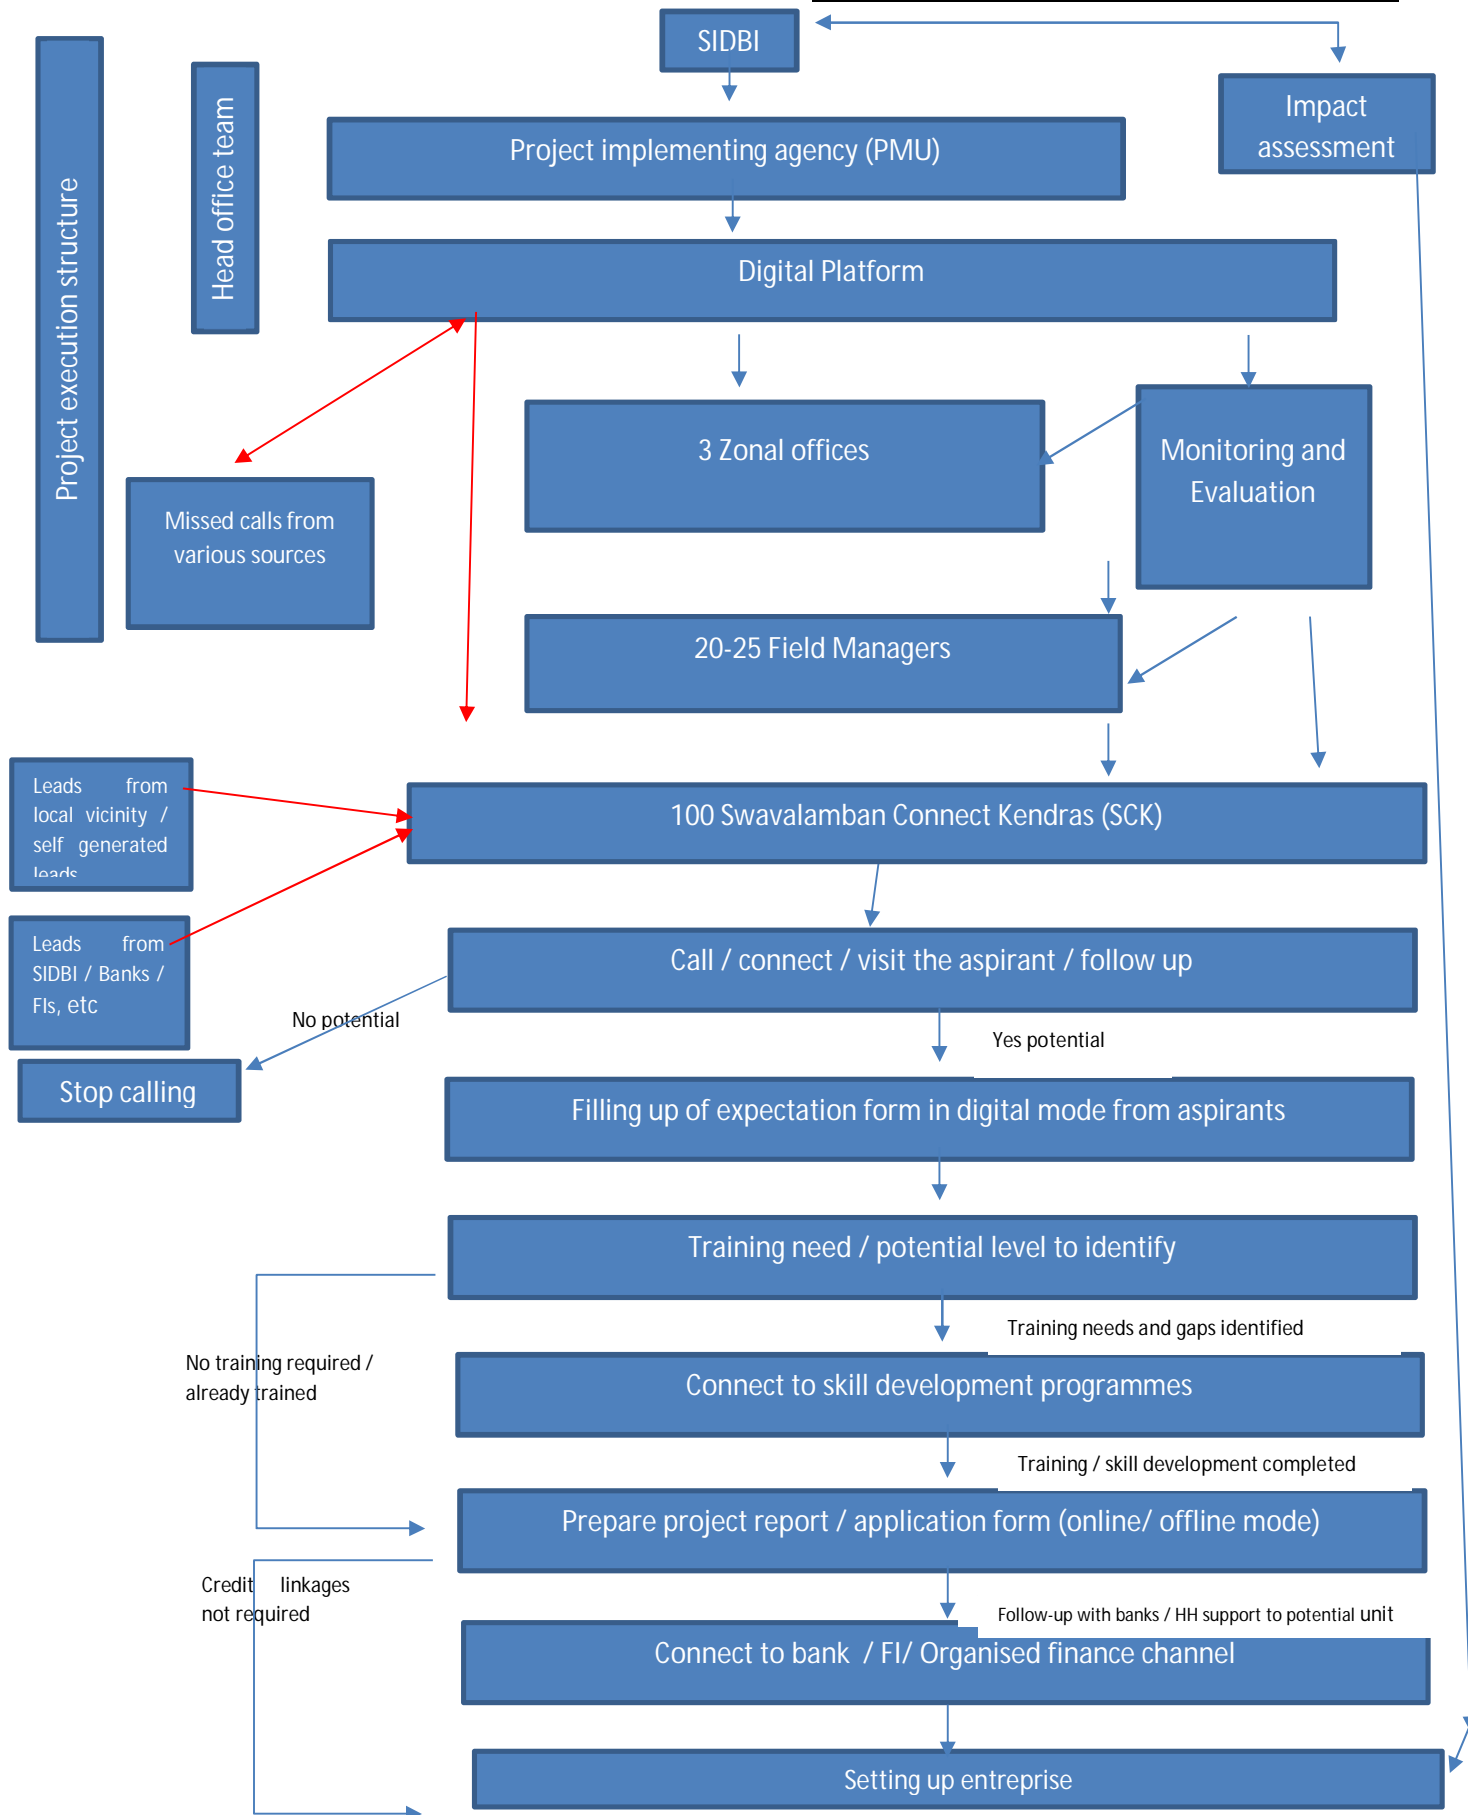 SIDBI
Impact
assessment
Project execution structure
Head office team
Project implementing agency (PMU)
Digital Platform
3 Zonal offices
Monitoring and
Evaluation
Missed calls from
various sources
20-25 Field Managers
Leads from
local vicinity /
self generated
leads
100 Swavalamban Connect Kendras (SCK)
Leads from
SIDBI / Banks /
FIs, etc
Call / connect / visit the aspirant / follow up
No potential
Yes potential
Stop calling
Filling up of expectation form in digital mode from aspirants
Training need / potential level to identify
Training needs and gaps identified
No training required /
already trained
Connect to skill development programmes
Training / skill development completed
Prepare project report / application form (online/ offline mode)
Credit linkages
not required
Follow-up with banks / HH support to potential unit
Connect to bank / FI/ Organised finance channel
Setting up entreprise